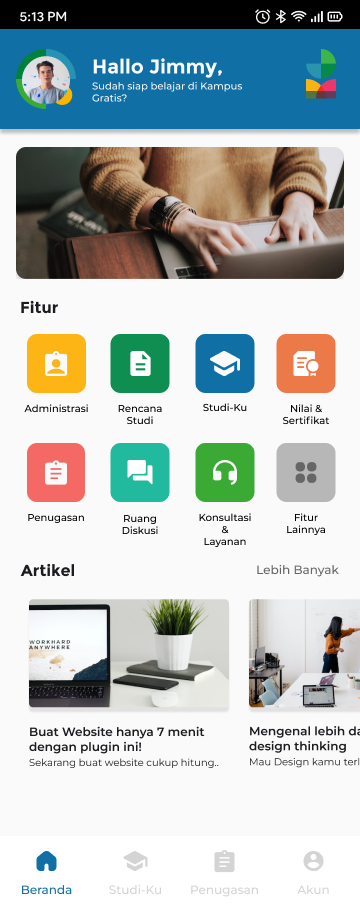 5:13 PM
Hallo Jimmy,
Sudah siap belajar di Kampus
Gratis?
Fitur
Administrasi
Rencana
Studi
Studi-Ku
Nilai &
Sertifikat
Penugasan
Ruang
Diskusi
Konsultasi
&
Layanan
Fitur
Lainnya
Artikel
Lebih Banyak
WORKHARD
ANYWHERE
Buat Website hanya 7 menit
dengan plugin ini!
Sekarang buat website cukup hitung..
Mengenal lebih da
design thinking
Mau Design kamu terl
Beranda
Studi-Ku
Penugasan
Akun